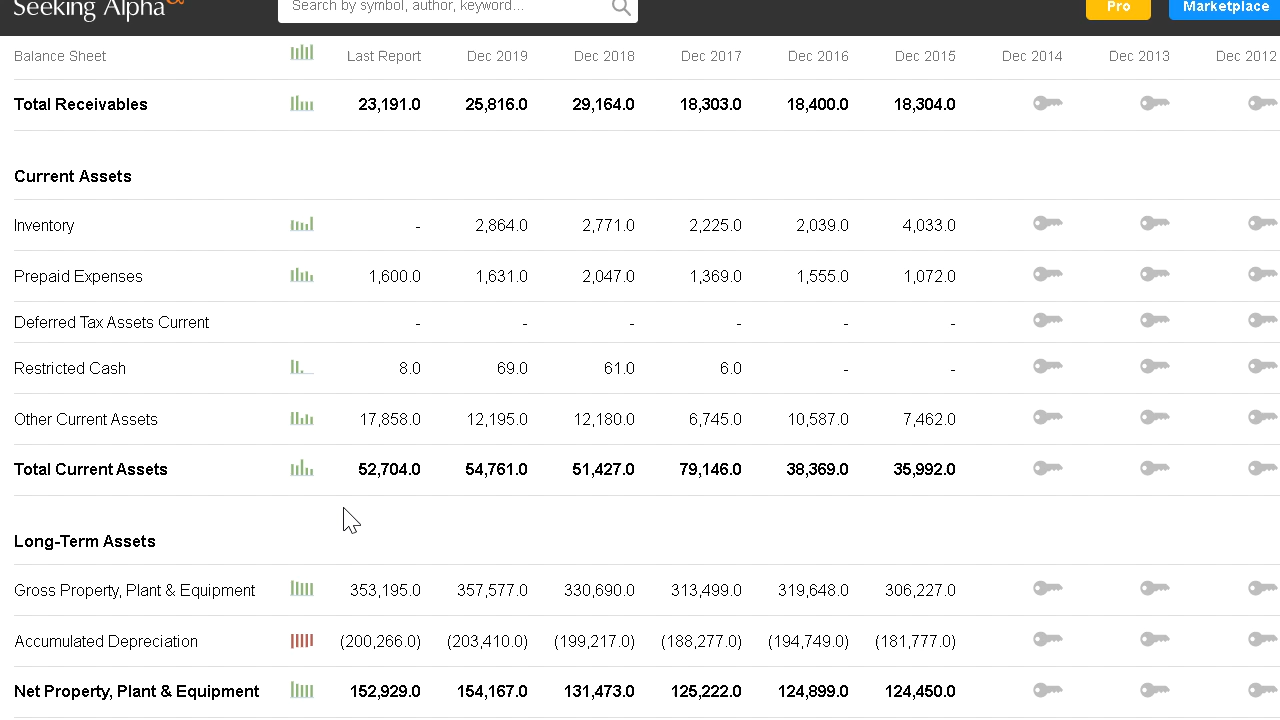 Seeking Alpha α
Search by symbol, author, keyword...
Pro
Marketplace
Balance Sheet Last Report Dec 2019 Dec 2018 Dec 2017 Dec 2016 Dec 2015 Dec 2014 Dec 2013 Dec 2012
Total Receivables 23,191.0 25,816.0 29,164.0 18,303.0 18,400.0 18,304.0
Current Assets
Inventory - 2,864.0 2,771.0 2,225.0 2,039.0 4,033.0
Prepaid Expenses 1,600.0 1,631.0 2,047.0 1,369.0 1,555.0 1,072.0
Deferred Tax Assets Current - - - - - -
Restricted Cash 8.0 69.0 61.0 6.0 - -
Other Current Assets 17,858.0 12,195.0 12,180.0 6,745.0 10,587.0 7,462.0
Total Current Assets 52,704.0 54,761.0 51,427.0 79,146.0 38,369.0 35,992.0
Long-Term Assets
Gross Property, Plant & Equipment 353,195.0 357,577.0 330,690.0 313,499.0 319,648.0 306,227.0
Accumulated Depreciation (200,266.0) (203,410.0) (199,217.0) (188,277.0) (194,749.0) (181,777.0)
Net Property, Plant & Equipment 152,929.0 154,167.0 131,473.0 125,222.0 124,899.0 124,450.0